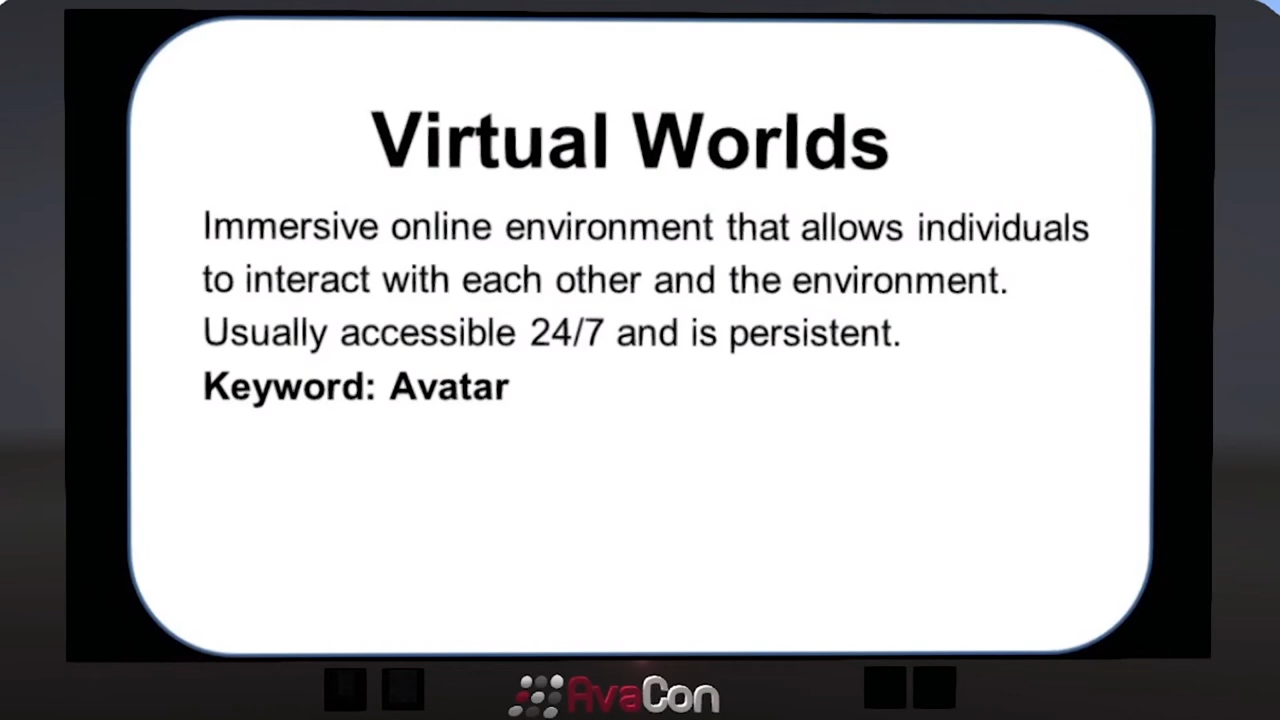 Virtual Worlds
Immersive online environment that allows individuals
to interact with each other and the environment.
Usually accessible 24/7 and is persistent.
Keyword: Avatar
AvaCon